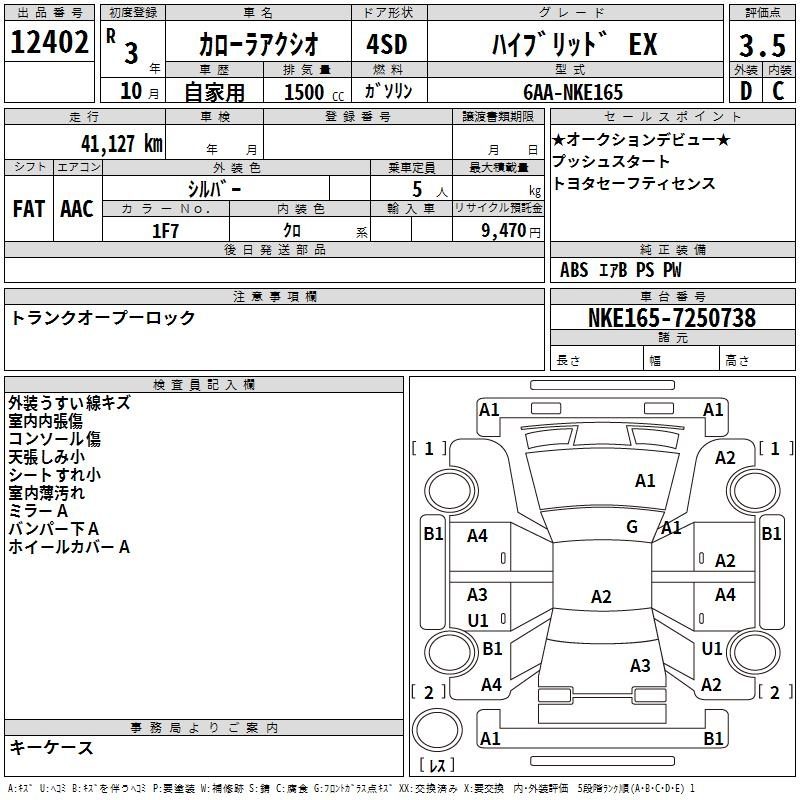 出品番号 初度登録 車名 ドア形状 グレード 評価点
12402 R 3 年 カローラアクシオ 4SD ハイブリッド EX 3.5
車歴 排気量 燃料 型式 外装 内装
10 月 自家用 1500 CC ガソリン 6AA-NKE165 D C
走行 車検 登録番号 譲渡書類期限
41,127 km 年 月 月 日
シフト エアコン 外装色 乗車定員 最大積載量
FAT AAC シルバー 5 人 kg
カラーNo. 内装色 輸入車 リサイクル預託金
1F7 クロ 系 9,470 円
後日発送部品
セールスポイント
★オークションデビュー★
プッシュスタート
トヨタセーフティセンス
純正装備
ABS エアB PS PW
注意事項欄
トランクオープーロック
車台番号
NKE165-7250738
諸元
長さ 幅 高さ
検査員記入欄
外装うすい線キズ
室内内張傷
コンソール傷
天張しみ小
シートすれ小
室内薄汚れ
ミラーA
バンパー下A
ホイールカバーA
事務局よりご案内
キーケース
A1 A1
[ 1 ] [ 1 ]
A2
A1
G A1
B1 A4 B1
A2
A3 A2 A4
U1
B1 U1
A3
A4 A2
[ 2 ] [ 2 ]
A1 B1
[ レス ]
A:キズ U:ヘコミ B:キズを伴うヘコミ P:要塗装 W:補修跡 S:錆 C:腐食 G:フロントガラス点キズ XX:交換済み X:要交換 内・外装評価 5段階ランク順(A・B・C・D・E) 1